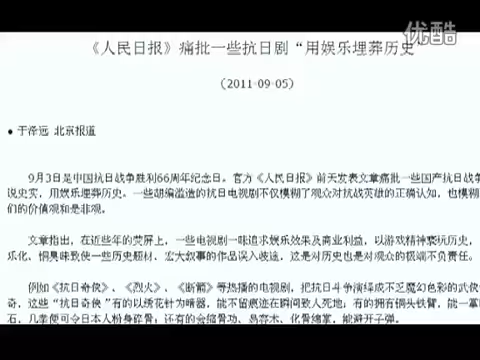 优酷
《人民日报》痛批一些抗日剧“用娱乐埋葬历史
(2011-09-05)
● 于泽远 北京报道
9月3日是中国抗日战争胜利66周年纪念日。官方《人民日报》前天发表文章痛批一些国产抗日战争
说史实，用娱乐埋葬历史。一些胡编滥造的抗日电视剧不仅模糊了观众对抗战英雄的正确认知，也模糊
们的价值观和是非观。
文章指出，在近些年的荧屏上，一些电视剧一味追求娱乐效果及商业利益，以游戏精神亵玩历史，
乐化、铜臭味致使一些历史题材、宏大叙事的作品误入歧途，这是对历史也是对观众的极端不负责任。
例如《抗日奇侠》、《烈火》、《断箭》等热播的电视剧，把抗日斗争演绎成不乏魔幻色彩的武侠
奇，这些“抗日奇侠”有的以绣花针为暗器，能不留痕迹在瞬间致人死地；有的拥有铜头铁臂，能一掌
石，几拳便可令日本人粉身碎骨；还有的会缩骨功、易容术、化骨绵掌，能避开子弹。